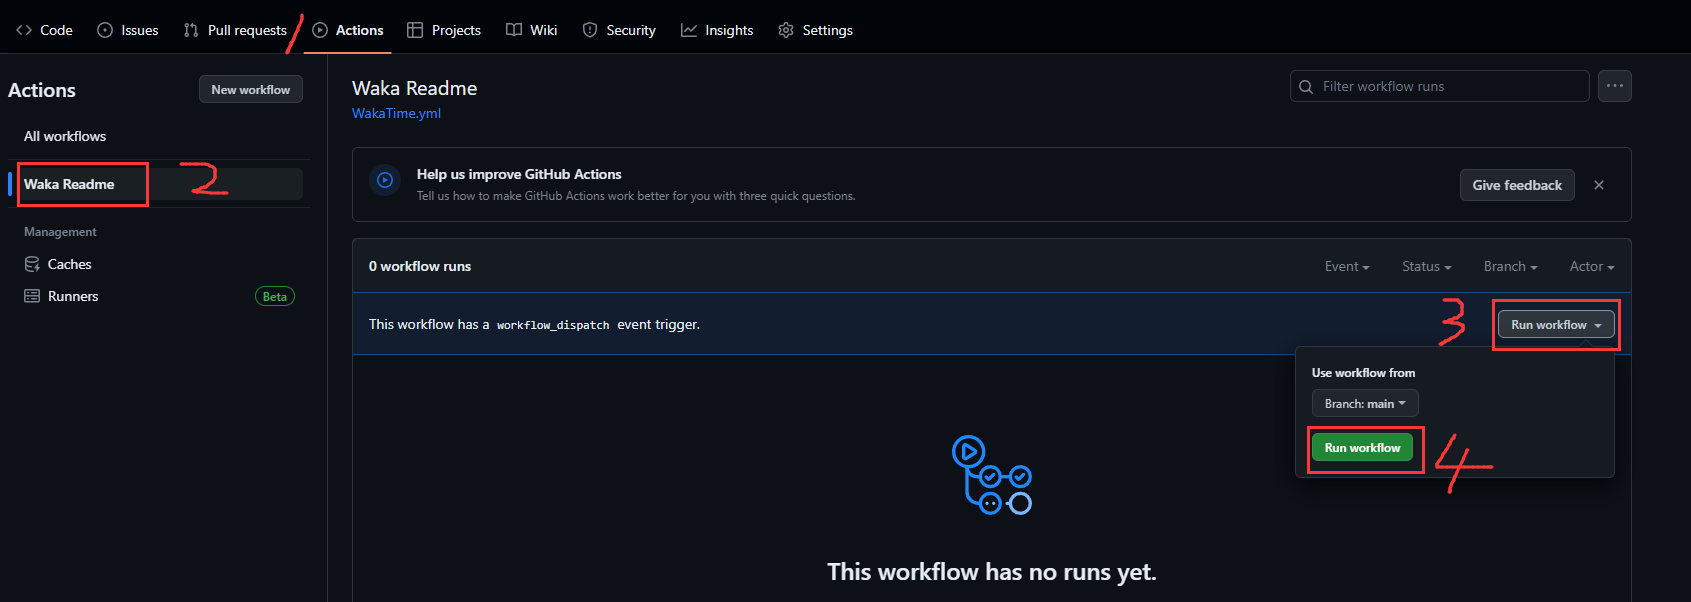 Code Issues Pull requests 1 Actions Projects Wiki Security Insights Settings
Actions New workflow
All workflows
Waka Readme 2
Management
Caches
Runners Beta
Waka Readme
WakaTime.yml
Filter workflow runs
Help us improve GitHub Actions
Tell us how to make GitHub Actions work better for you with three quick questions.
Give feedback
0 workflow runs Event Status Branch Actor
This workflow has a workflow_dispatch event trigger. 3 Run workflow
Use workflow from
Branch: main
Run workflow 4
This workflow has no runs yet.